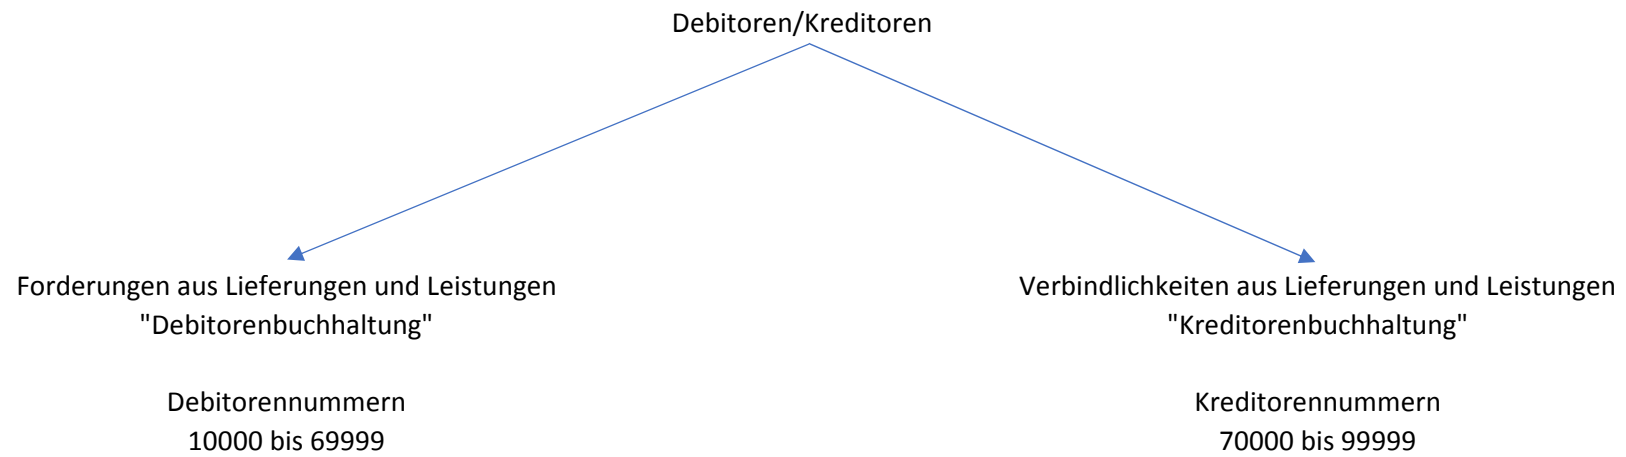 Debitoren/Kreditoren
Forderungen aus Lieferungen und Leistungen
"Debitorenbuchhaltung"
Debitorennummern
10000 bis 69999
Verbindlichkeiten aus Lieferungen und Leistungen
"Kreditorenbuchhaltung"
Kreditorennummern
70000 bis 99999